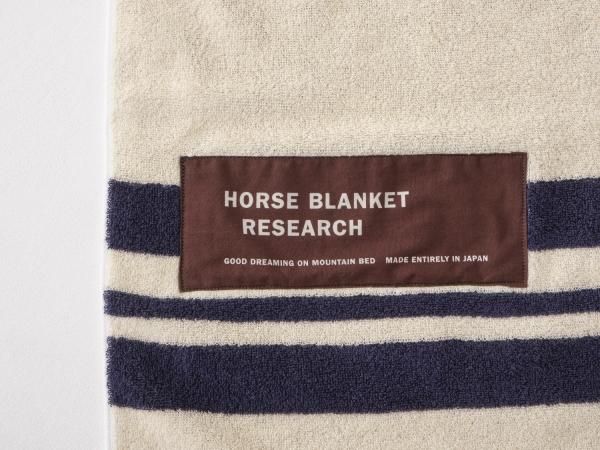 HORSE BLANKET
RESEARCH
GOOD DREAMING ON MOUNTAIN BED MADE ENTIRELY IN JAPAN